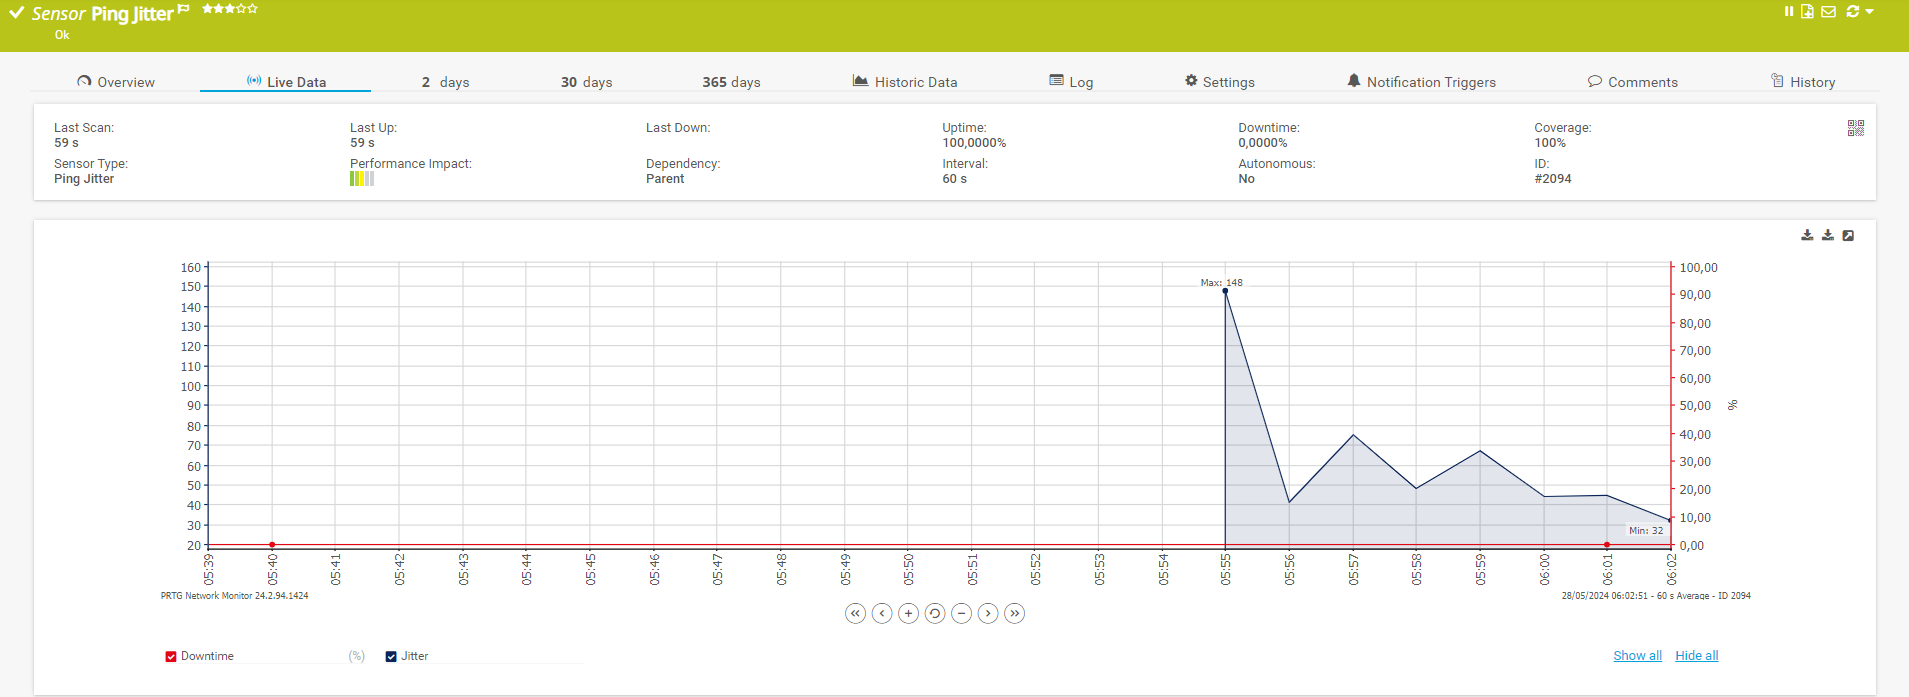 Sensor Ping Jitter
Ok
Overview
Live Data
2 days
30 days
365 days
Historic Data
Log
Settings
Notification Triggers
Comments
History
Last Scan:
59 s
Last Up:
59 s
Last Down:
Uptime:
100,0000%
Downtime:
0,0000%
Coverage:
100%
Sensor Type:
Ping Jitter
Performance Impact:
Dependency:
Parent
Interval:
60 s
Autonomous:
No
ID:
#2094
160
150
140
130
120
110
100
90
80
70
60
50
40
30
20
Max: 148
Min: 32
100,00
90,00
80,00
70,00
60,00
50,00
40,00
30,00
20,00
10,00
0,00
%
05:39
05:40
05:41
05:42
05:43
05:44
05:45
05:46
05:47
05:48
05:49
05:50
05:51
05:52
05:53
05:54
05:55
05:56
05:57
05:58
05:59
06:00
06:01
06:02
PRTG Network Monitor 24.2.94.1424
28/05/2024 06:02:51 - 60 s Average - ID 2094
Downtime (%)
Jitter
Show all
Hide all